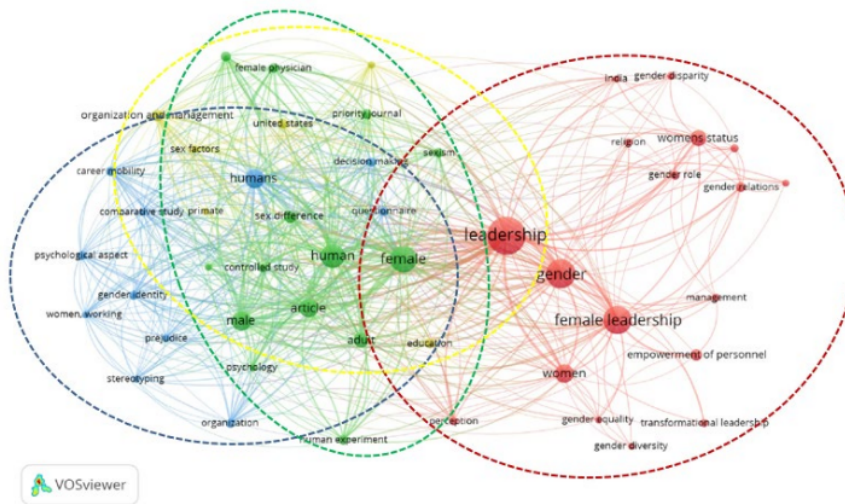 female physician
india
gender disparity
organization and management
united states
priority journal
womens status
sex factors
decision making
sexism
religion
career mobility
humans
gender role
gender relations
comparative study
primate
sex difference
questionnaire
leadership
psychological aspect
human
female
controlled study
gender
gender identity
management
women, working
article
male
female leadership
prejudice
adult
education
empowerment of personnel
psychology
women
stereotyping
organization
perception
gender equality
transformational leadership
human experiment
gender diversity
VOSviewer